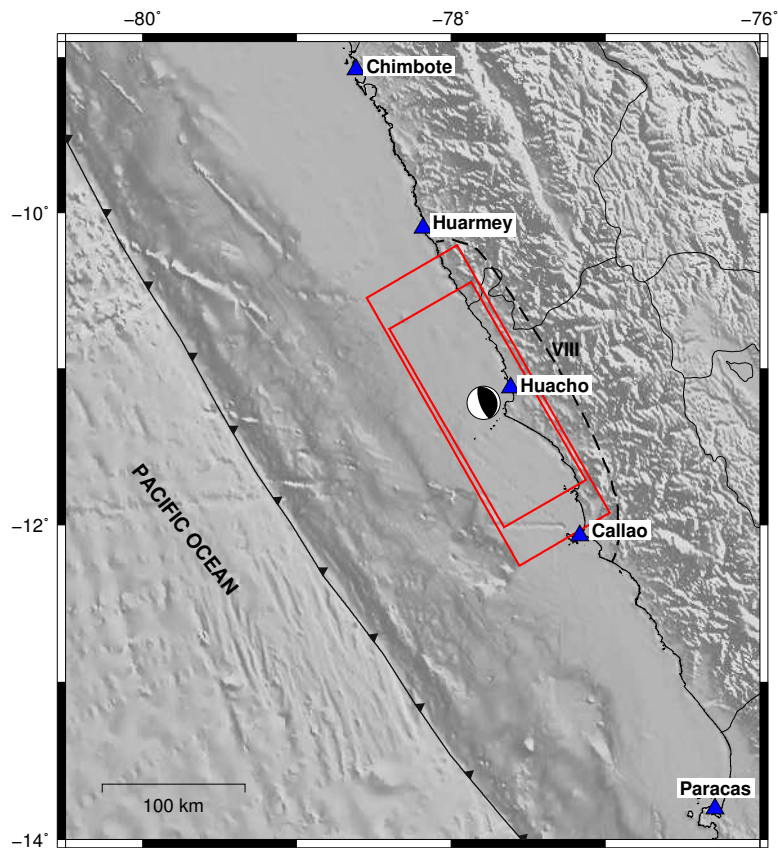 −80˚ −78˚ −76˚
Chimbote
−10˚
Huarmey
VIII
Huacho
−12˚
Callao
PACIFIC OCEAN
Paracas
100 km
−14˚